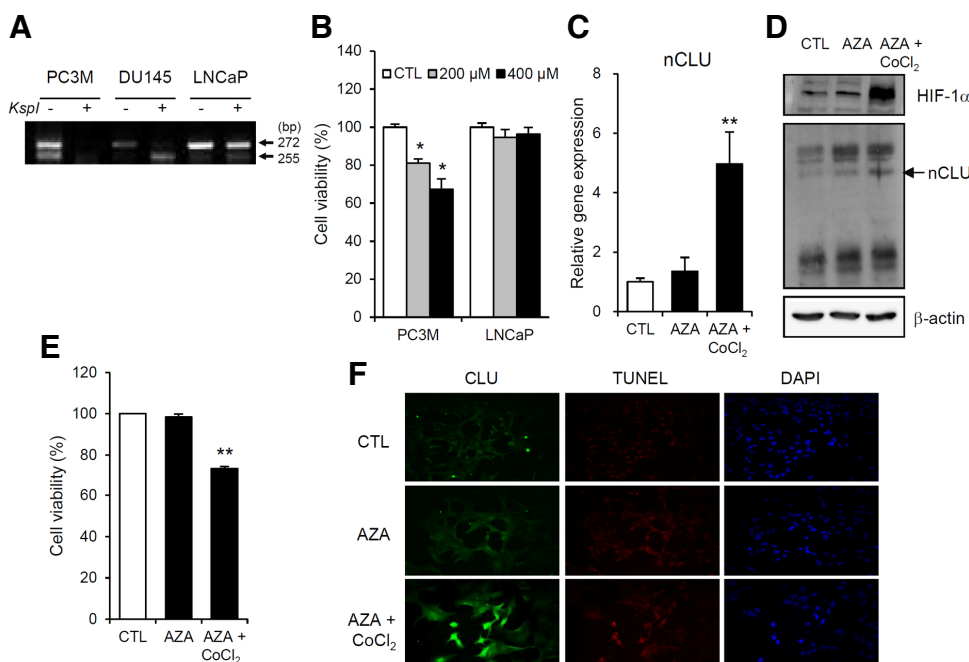 A
PC3M DU145 LNCaP
KspI - + - + - +
(bp)
272
255
B
Cell viability (%)
140
120
100
80
60
40
20
0
CTL 200 μM 400 μM
*
*
PC3M LNCaP
C
nCLU
Relative gene expression
8
6
4
2
0
**
CTL AZA AZA +
CoCl₂
D
CTL AZA AZA +
CoCl₂
HIF-1α
nCLU
β-actin
E
Cell viability (%)
120
100
80
60
40
20
0
**
CTL AZA AZA +
CoCl₂
F
CLU TUNEL DAPI
CTL
AZA
AZA +
CoCl₂